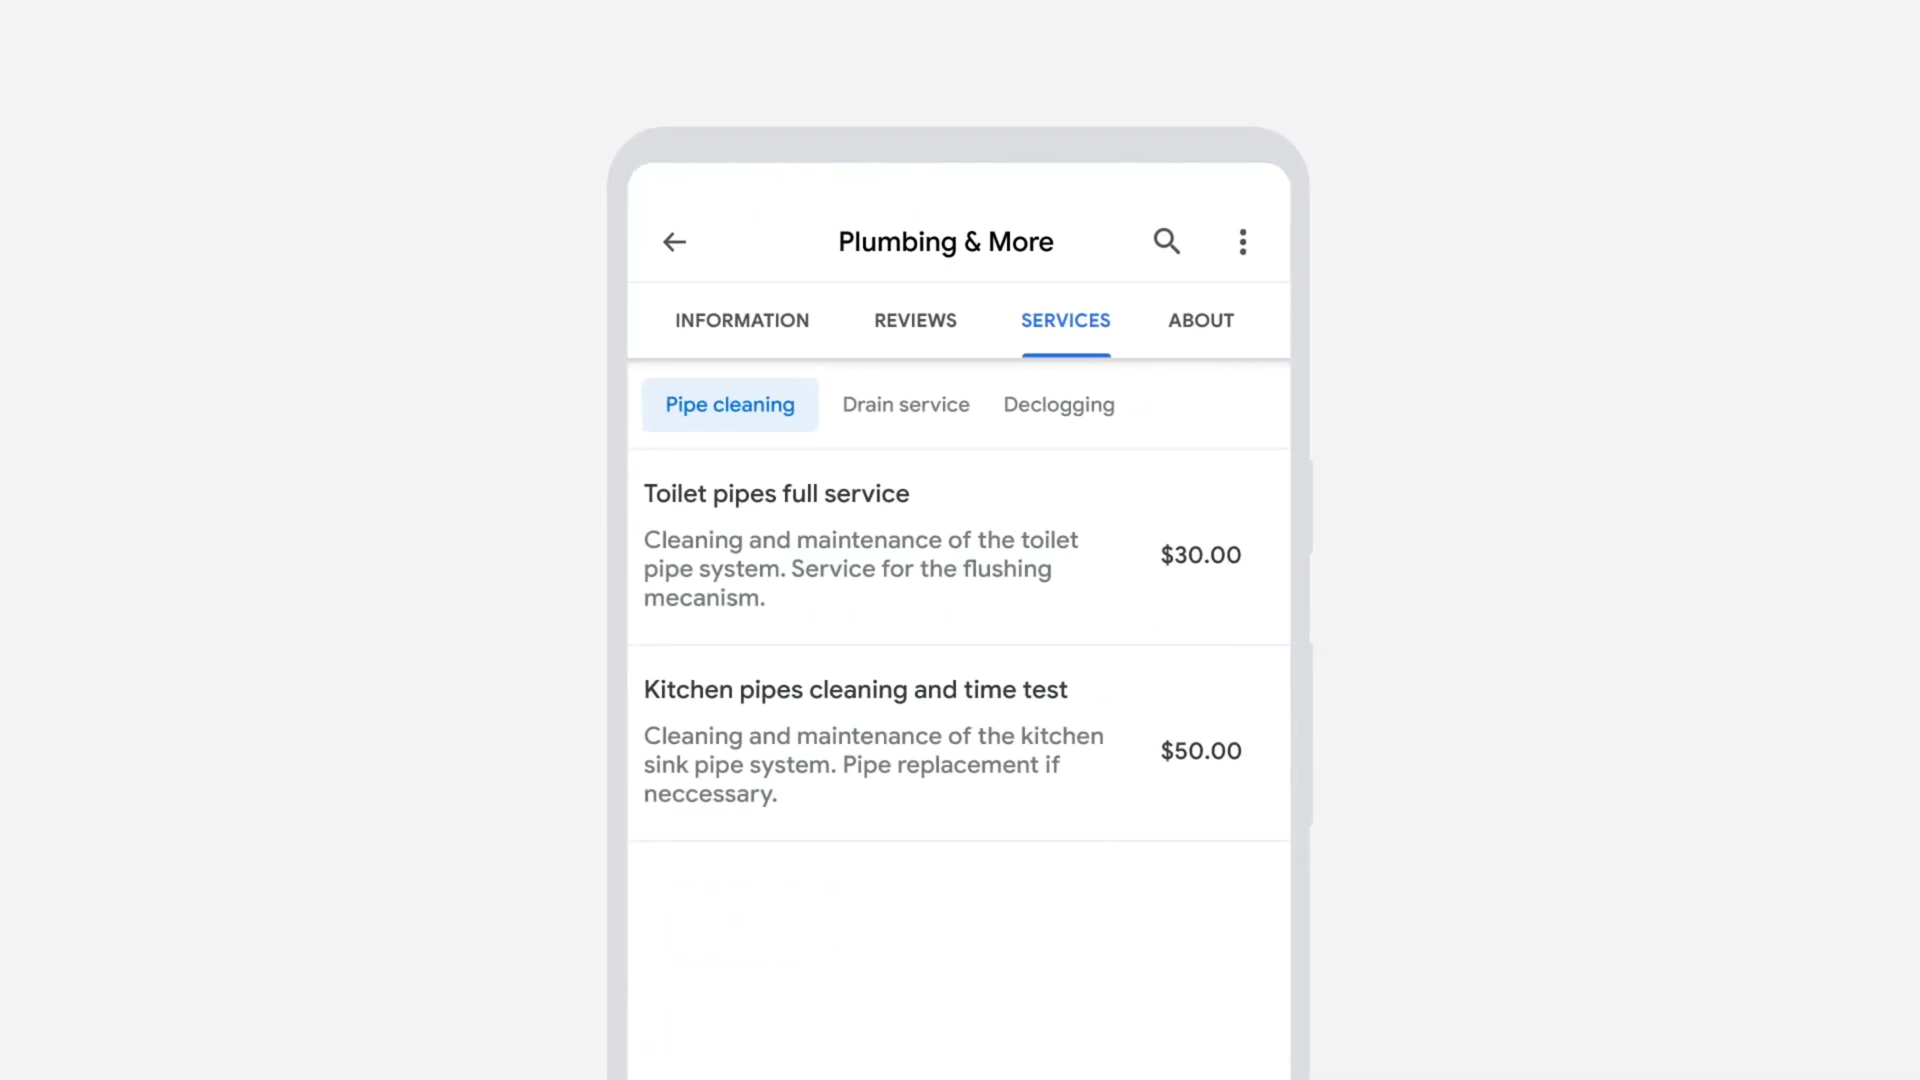 Plumbing & More
INFORMATION REVIEWS SERVICES ABOUT
Pipe cleaning Drain service Declogging
Toilet pipes full service
Cleaning and maintenance of the toilet
pipe system. Service for the flushing
mecanism.
$30.00
Kitchen pipes cleaning and time test
Cleaning and maintenance of the kitchen
sink pipe system. Pipe replacement if
neccessary.
$50.00